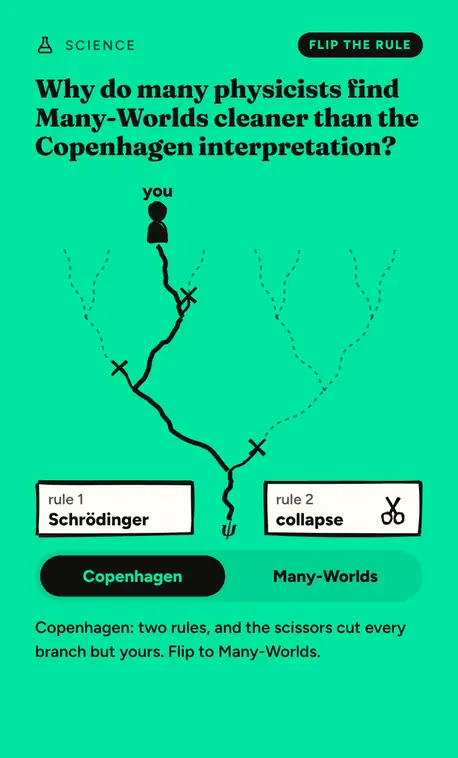 SCIENCE
FLIP THE RULE
Why do many physicists find
Many-Worlds cleaner than the
Copenhagen interpretation?
you
rule 1
Schrödinger
ψ
rule 2
collapse
Copenhagen
Many-Worlds
Copenhagen: two rules, and the scissors cut every
branch but yours. Flip to Many-Worlds.